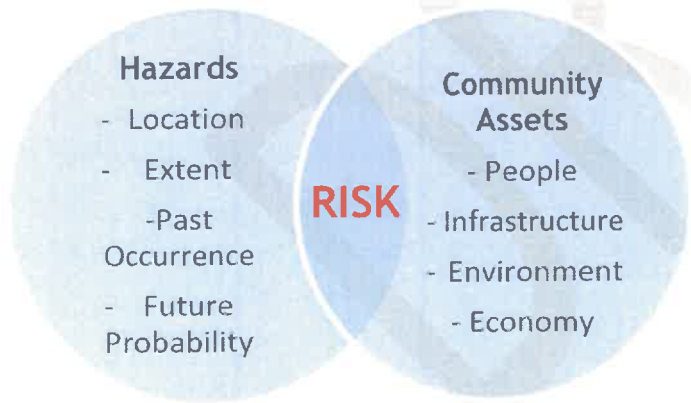 Hazards
- Location
- Extent
-Past
Occurrence
- Future
Probability
RISK
Community
Assets
- People
- Infrastructure
- Environment
- Economy